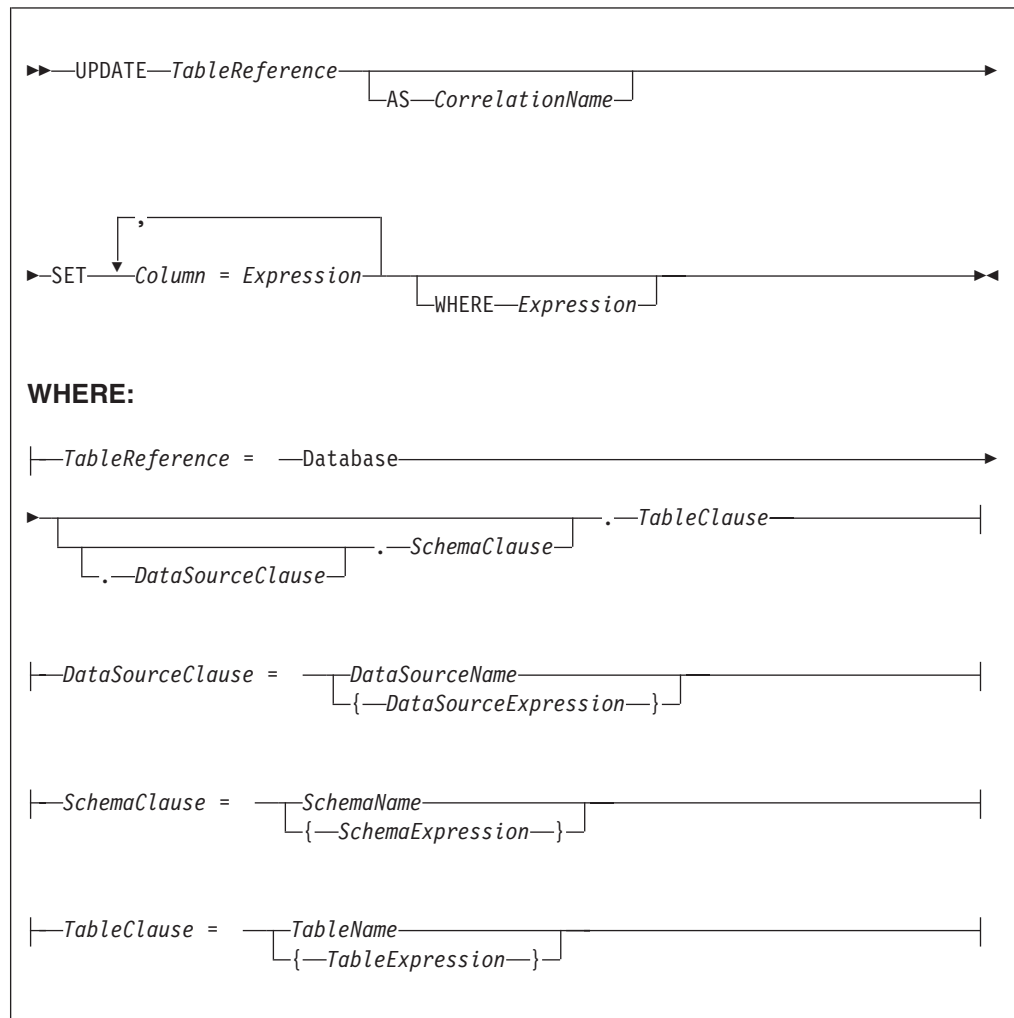 UPDATE TableReference
AS CorrelationName
,
SET Column = Expression
WHERE Expression
WHERE:
TableReference = Database
. TableClause
. SchemaClause
. DataSourceClause
DataSourceClause = DataSourceName
{ DataSourceExpression }
SchemaClause = SchemaName
{ SchemaExpression }
TableClause = TableName
{ TableExpression }